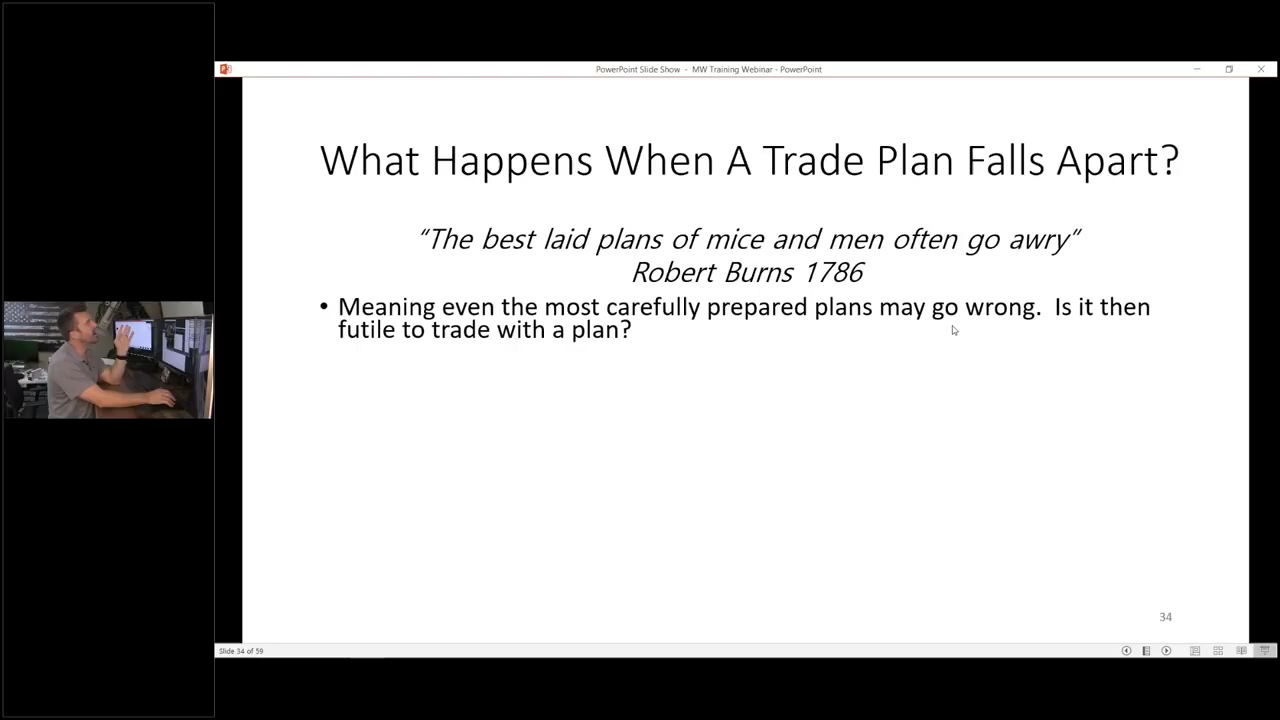 PowerPoint Slide Show - MW Training Webinar - PowerPoint
What Happens When A Trade Plan Falls Apart?
“The best laid plans of mice and men often go awry”
Robert Burns 1786
• Meaning even the most carefully prepared plans may go wrong. Is it then
futile to trade with a plan?
34
Slide 34 of 59